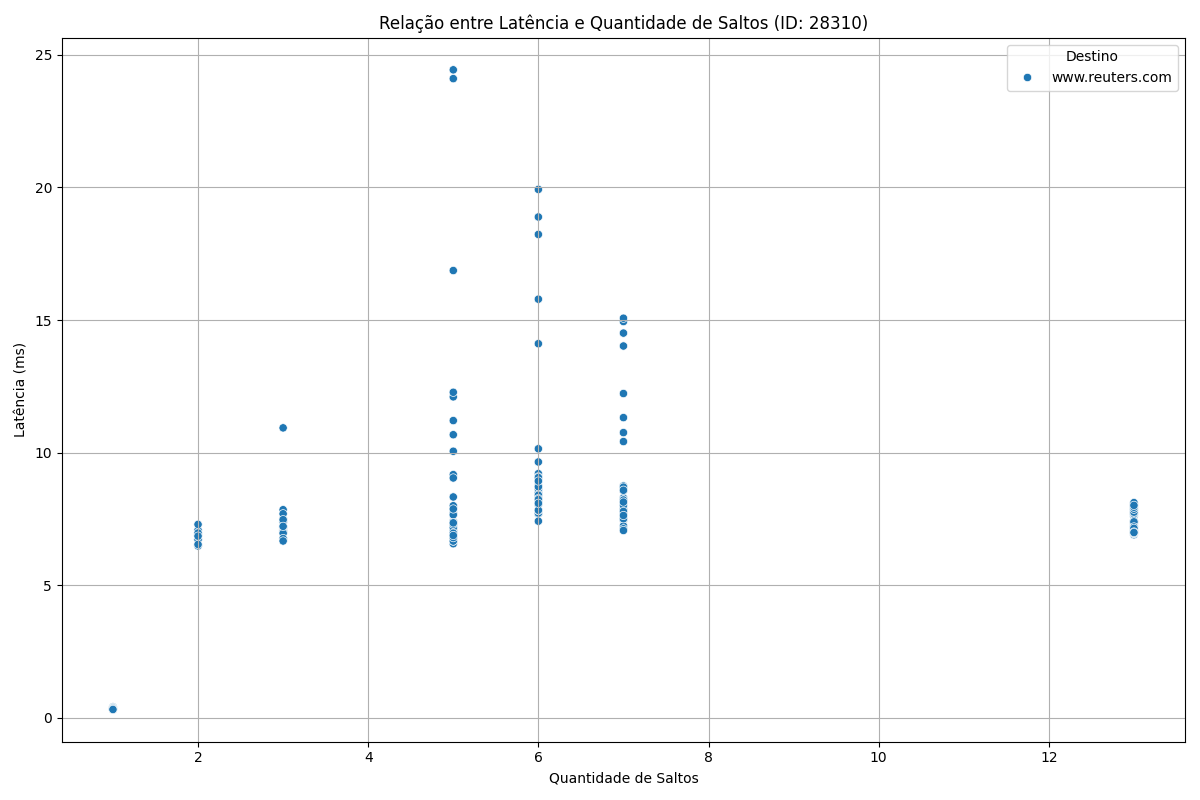 Relação entre Latência e Quantidade de Saltos (ID: 28310)
Destino
www.reuters.com
Latência (ms)
25
20
15
10
5
0
2 4 6 8 10 12
Quantidade de Saltos